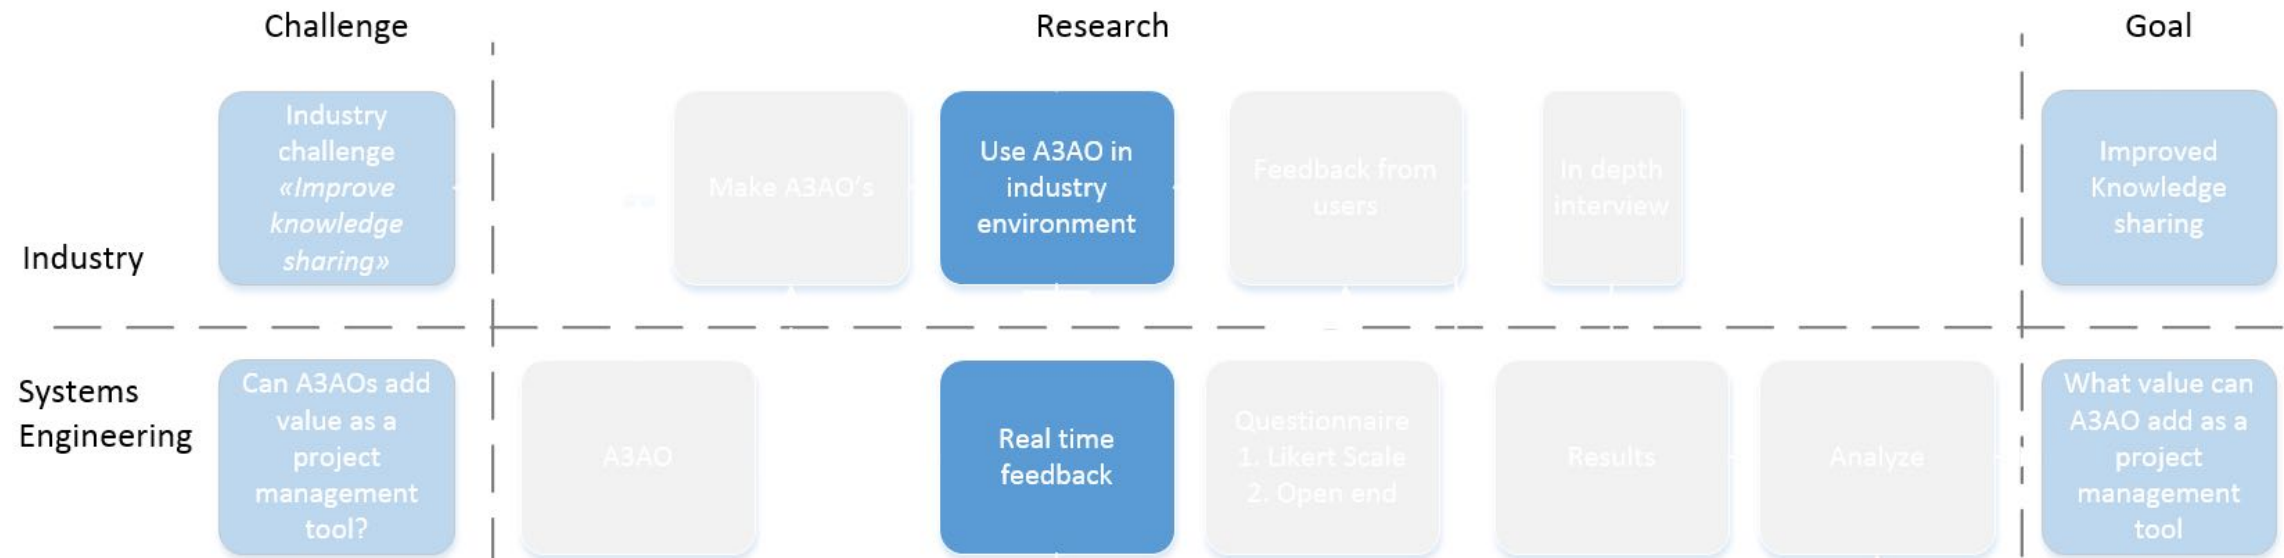 Challenge
Research
Goal
Industry
challenge
«Improve
knowledge
sharing»
Make A3AO's
Use A3AO in
industry
environment
Feedback from
users
In depth
interview
Improved
Knowledge
sharing
Industry
Systems
Engineering
Can A3AOs add
value as a
project
management
tool?
A3AO
Real time
feedback
Questionnaire
1. Likert Scale
2. Open end
Results
Analyze
What value can
A3AO add as a
project
management
tool